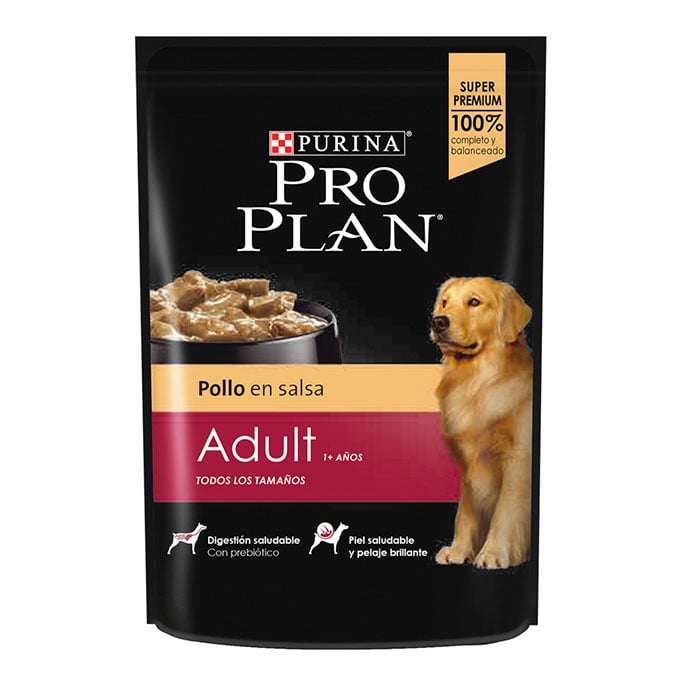 SUPER
PREMIUM
100%
completo y
balanceado
PURINA®
PRO
PLAN®
Pollo en salsa
Adult 1+ AÑOS
TODOS LOS TAMAÑOS
Digestión saludable
Con prebiótico
Piel saludable
y pelaje brillante